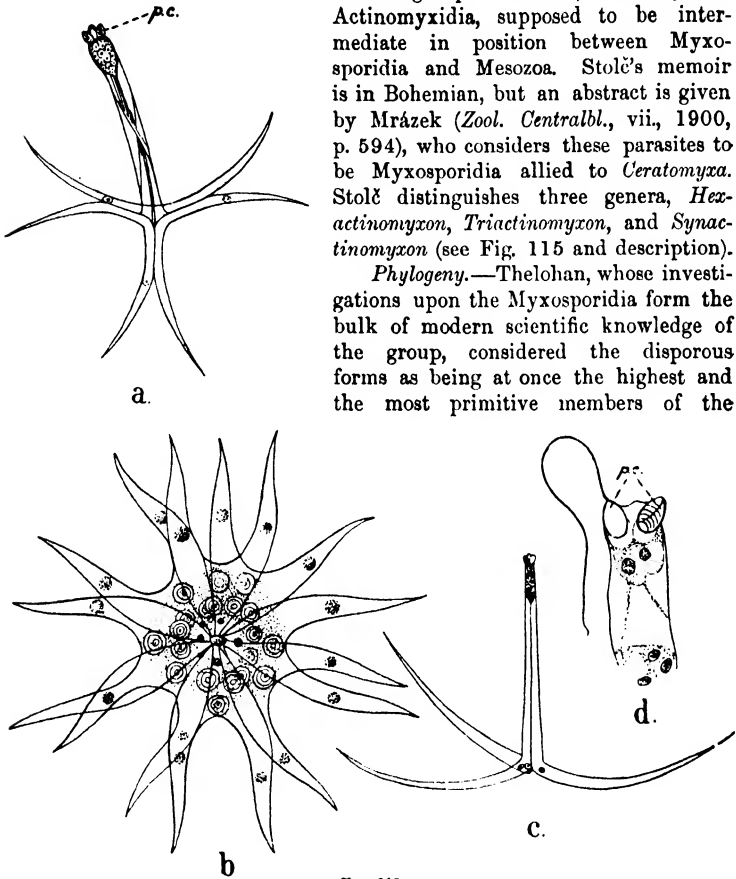 p.c.
Actinomyxidia, supposed to be inter-
mediate in position between Myxo-
sporidia and Mesozoa. Stolč's memoir
is in Bohemian, but an abstract is given
by Mrázek (Zool. Centralbl., vii., 1900,
p. 594), who considers these parasites to
be Myxosporidia allied to Ceratomyxa.
Stolč distinguishes three genera, Hex-
actinomyxon, Triactinomyxon, and Synac-
tinomyxon (see Fig. 115 and description).
Phylogeny.—Thelohan, whose investi-
gations upon the Myxosporidia form the
bulk of modern scientific knowledge of
the group, considered the disporous
forms as being at once the highest and
the most primitive members of the
a.
p.c.
d.
c.
b